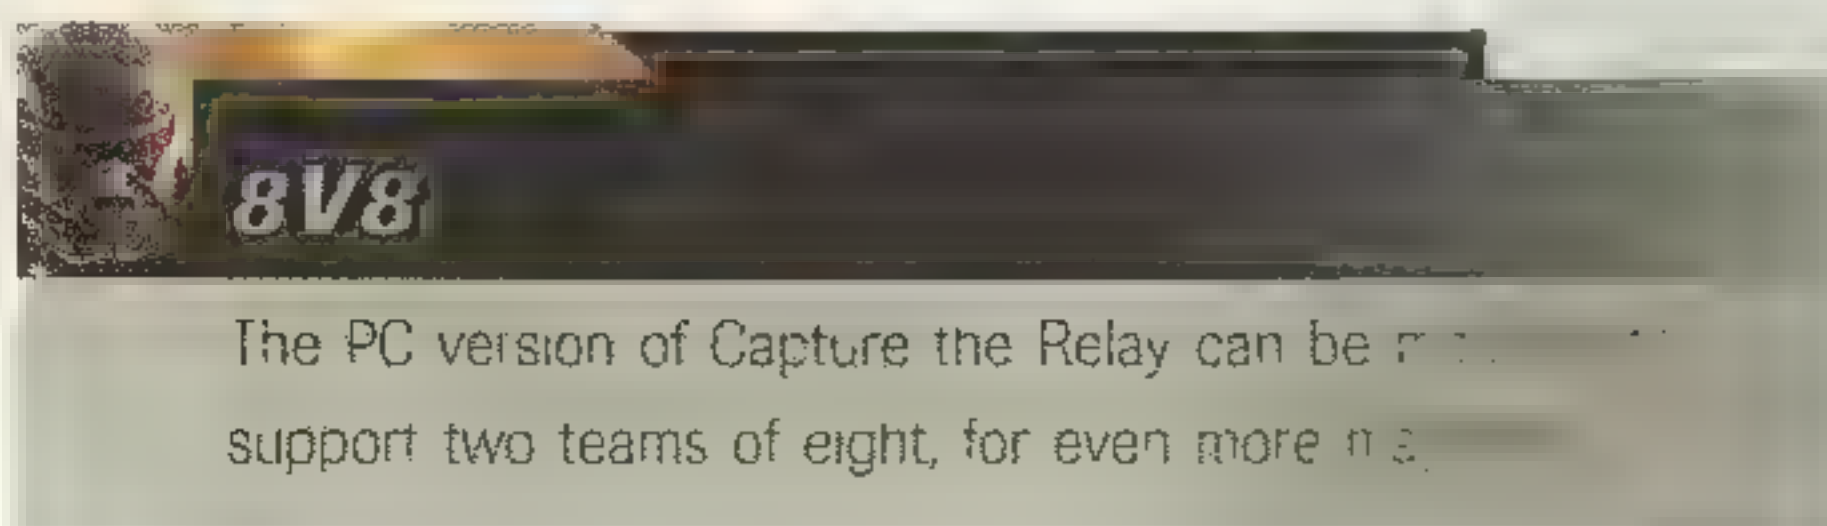 8V8
The PC version of Capture the Relay can be
support two teams of eight, for even more